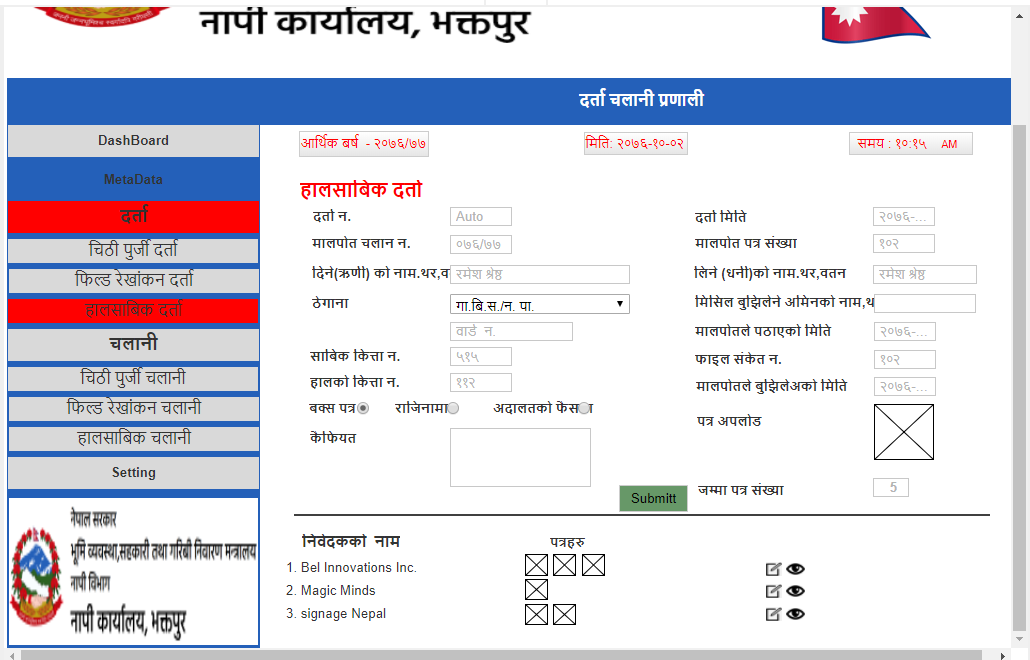 नापी कार्यालय, भक्तपुर
दर्ता चलानी प्रणाली
DashBoard
MetaData
दर्ता
चिठी पुर्जी दर्ता
फिल्ड रेखांकन दर्ता
हालसाबिक दर्ता
चलानी
चिठी पुर्जी चलानी
फिल्ड रेखांकन चलानी
हालसाबिक चलानी
Setting
नेपाल सरकार
भूमि व्यवस्था,सहकारी तथा गरिबी निवारण मन्त्रालय
नापी विभाग
नापी कार्यालय, भक्तपुर
आर्थिक बर्ष - २०७६/७७ मिति: २०७६-१०-०२ समय : १०:१५ AM
हालसाबिक दर्ता
दर्ता न. Auto दर्ता मिति २०७६-...
मालपोत चलान न. ०७६/७७ मालपोत पत्र संख्या १०२
दिने(ऋणी) को नाम.थर,व रमेश श्रेष्ठ लिने (धनी)को नाम.थर,वतन रमेश श्रेष्ठ
ठेगाना गा.बि.स./न. पा. मिसिल बुझिलिने अमिनको नाम,थ
वार्ड न. मालपोतले पठाएको मिति २०७६-...
साबिक कित्ता न. ५१५ फाइल संकेत न. १०२
हालको कित्ता न. ११२ मालपोतले बुझिलिअको मिति २०७६-...
बक्स पत्र राजिनामा अदालतको फैसला पत्र अपलोड
कैफियत
Submitt जम्मा पत्र संख्या 5
निवेदकको नाम पत्रहरु
1. Bel Innovations Inc.
2. Magic Minds
3. signage Nepal